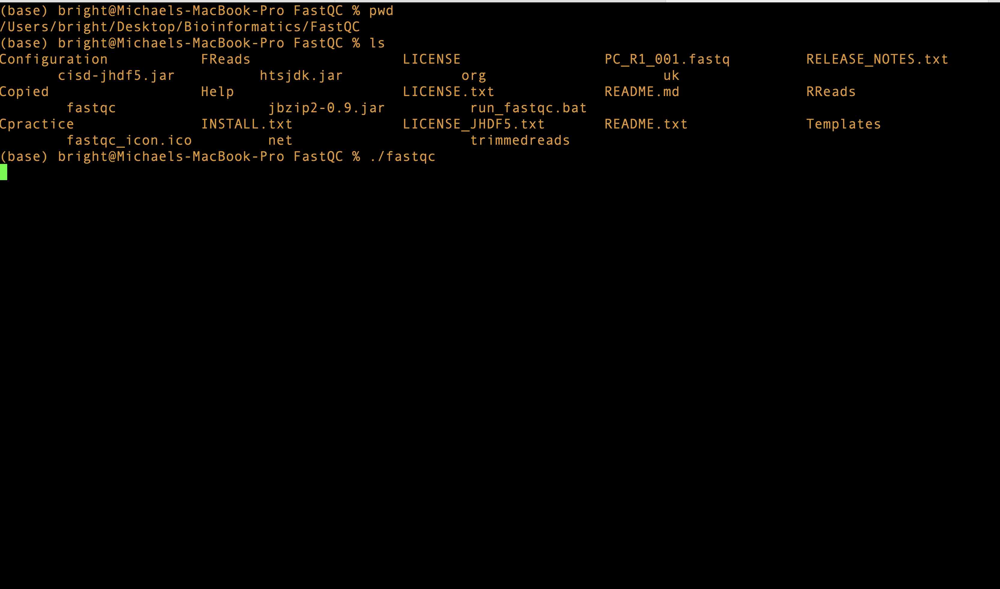 (base) bright@Michaels-MacBook-Pro FastQC % pwd
/Users/bright/Desktop/Bioinformatics/FastQC
(base) bright@Michaels-MacBook-Pro FastQC % ls
Configuration FReads LICENSE PC_R1_001.fastq RELEASE_NOTES.txt
cisd-jhdf5.jar htsjdk.jar org uk
Copied Help LICENSE.txt README.md RReads
fastqc jbzip2-0.9.jar run_fastqc.bat
Cpractice INSTALL.txt LICENSE_JHDF5.txt README.txt Templates
fastqc_icon.ico net trimmedreads
(base) bright@Michaels-MacBook-Pro FastQC % ./fastqc